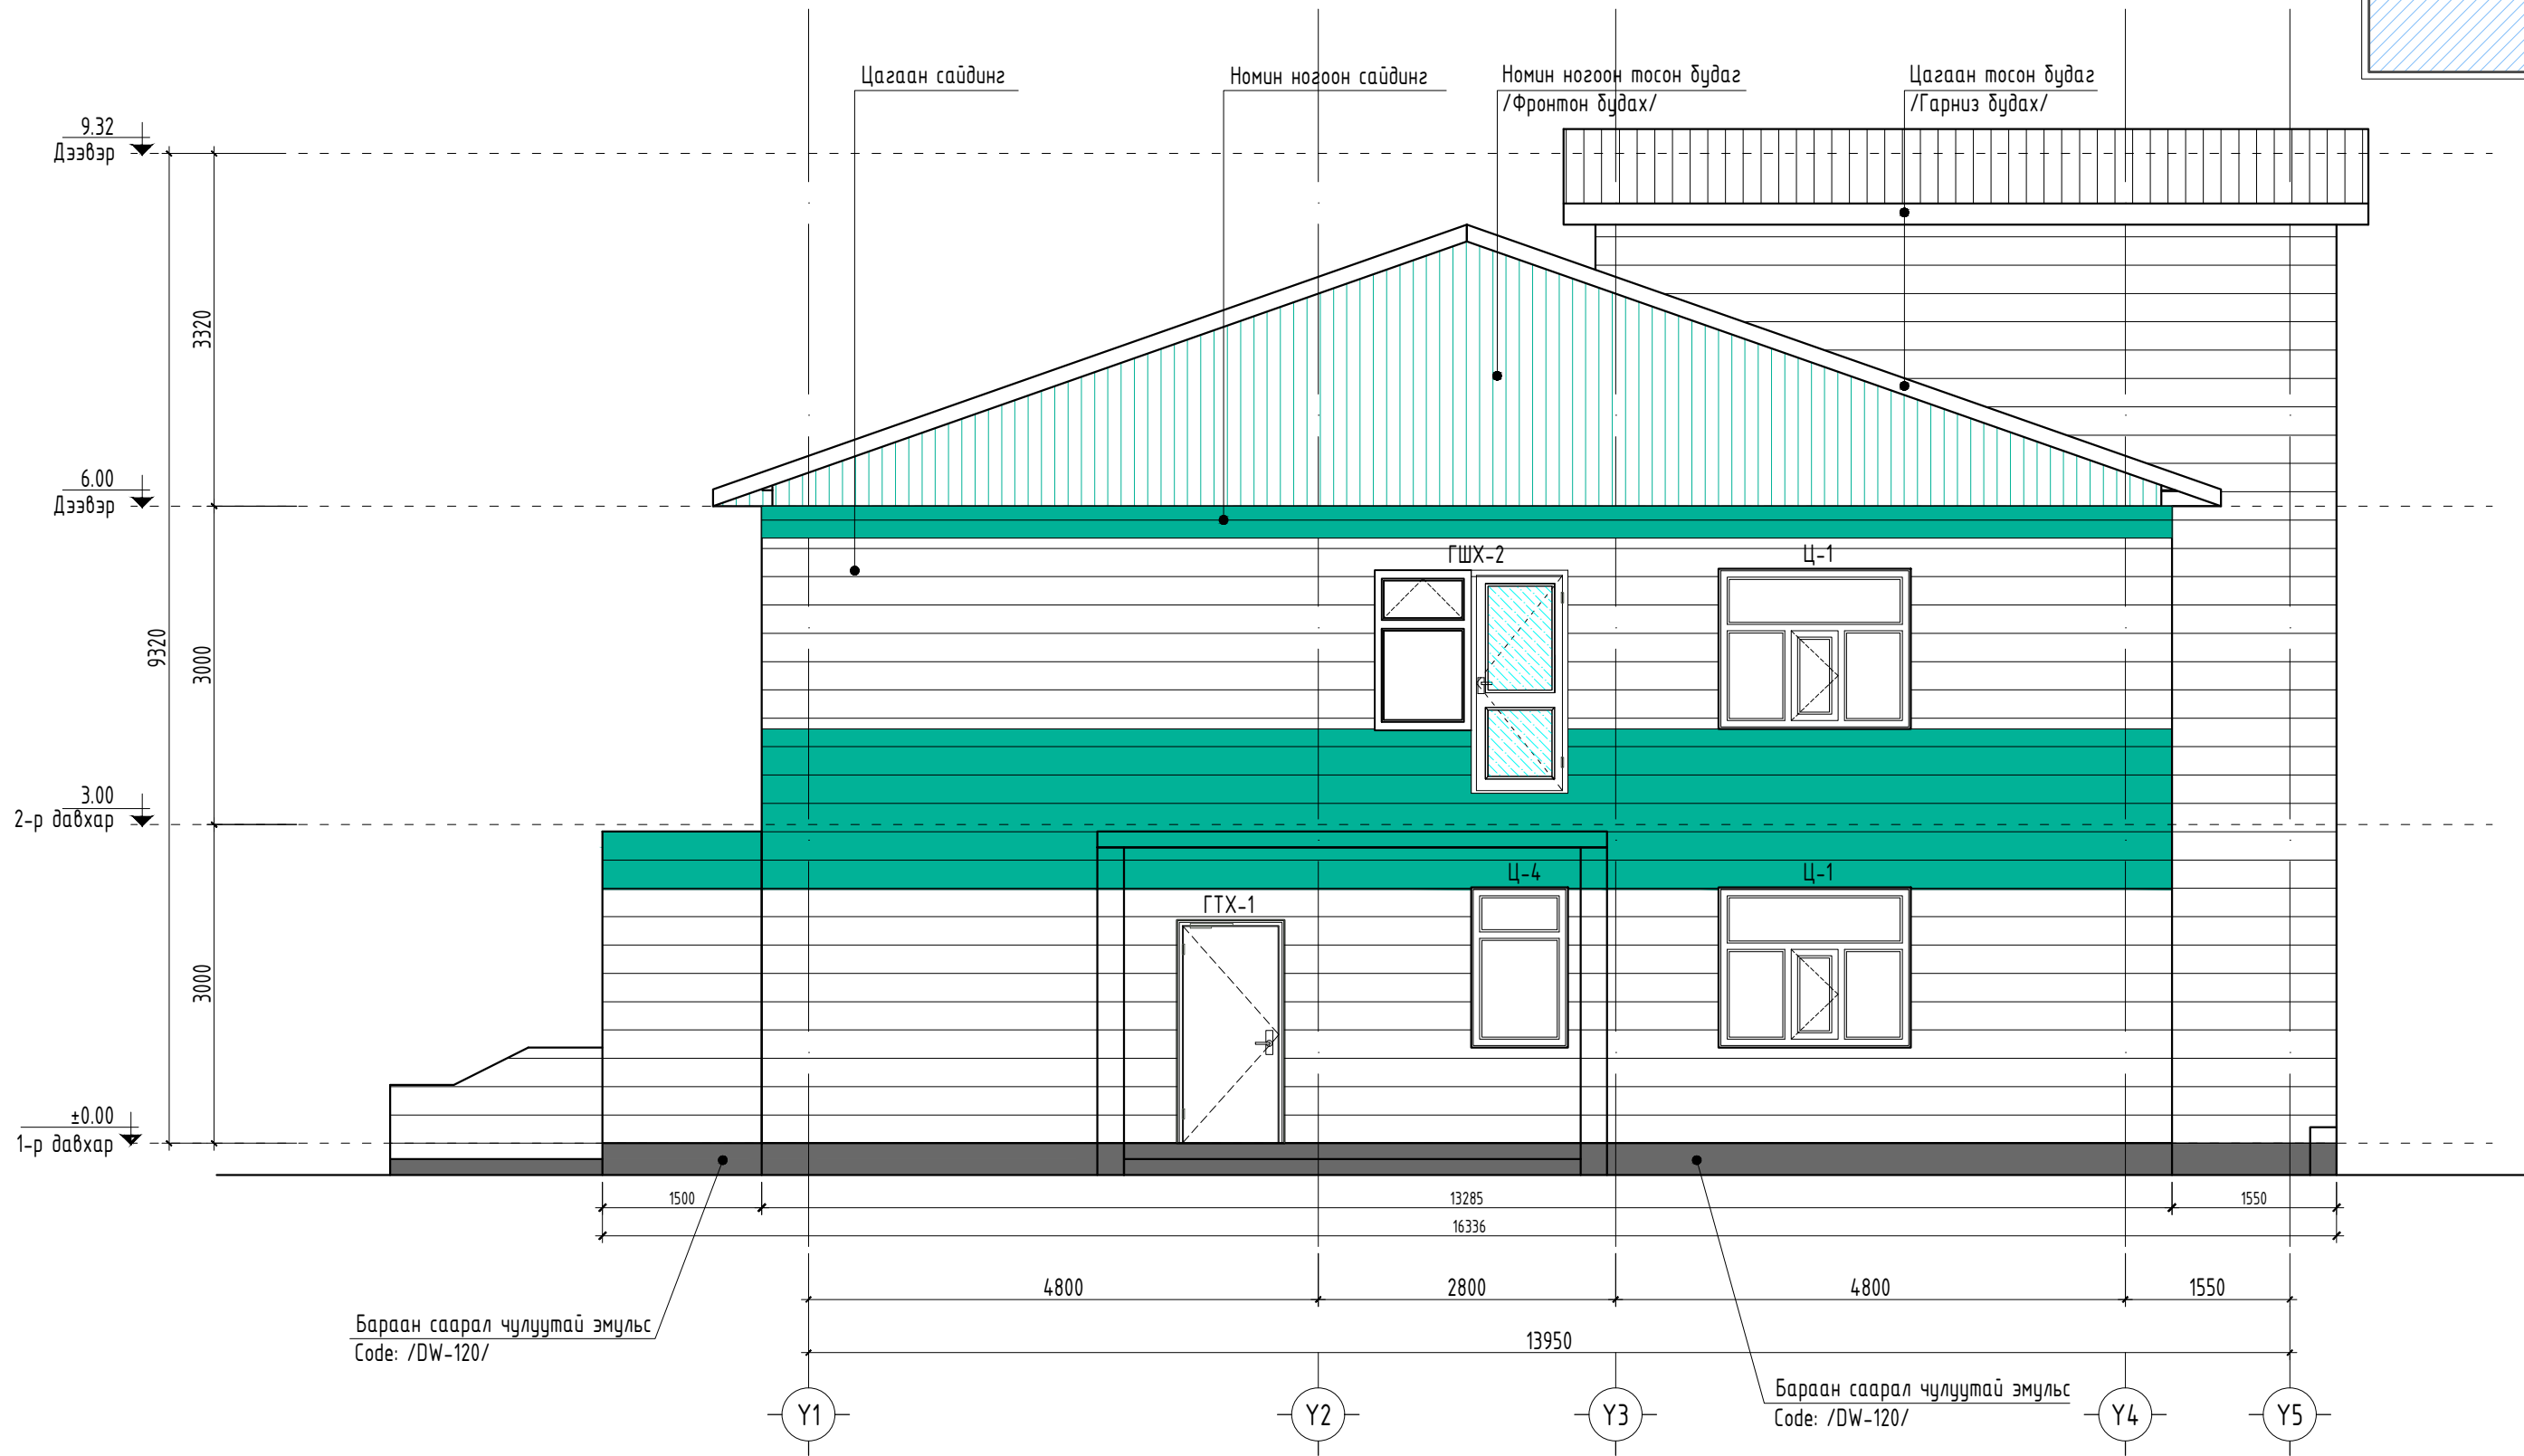 Цагаан сайдинг
Номин ногоон сайдинг
Номин ногоон тосон будаг
/Фронтон будах/
Цагаан тосон будаг
/Гарниз будах/
9.32
Дээвэр
3320
6.00
Дээвэр
ГШХ-2
Ц-1
9320
3000
3.00
2-р давхар
Ц-4
Ц-1
ГТХ-1
3000
±0.00
1-р давхар
1500
13285
1550
16336
4800
2800
4800
1550
Бараан саарал чулуутай эмульс
Code: /DW-120/
13950
Бараан саарал чулуутай эмульс
Code: /DW-120/
Y1
Y2
Y3
Y4
Y5